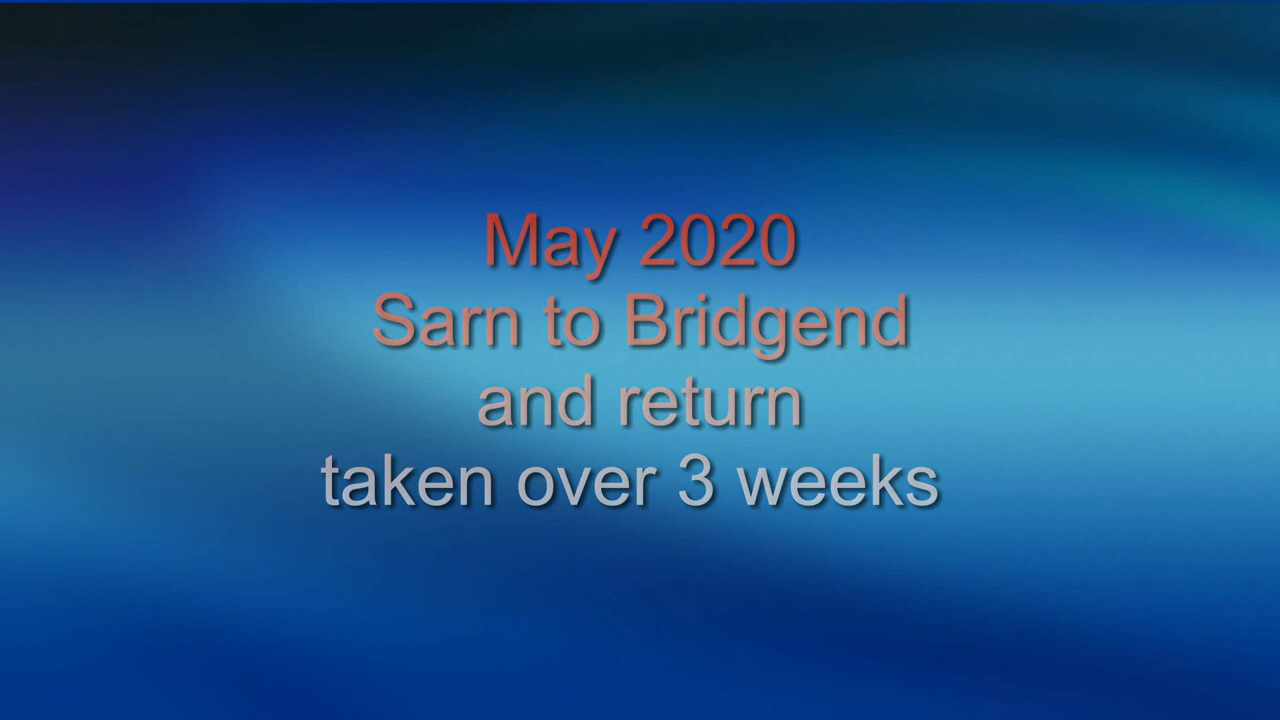 May 2020
Sarn to Bridgend
and return
taken over 3 weeks